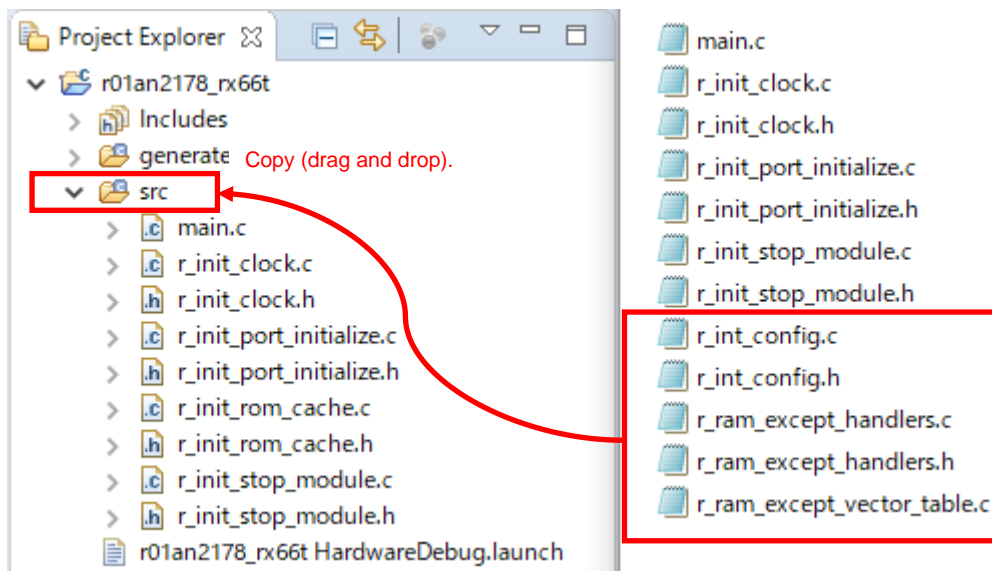 Project Explorer
r01an2178_rx66t
Includes
generate
Copy (drag and drop).
src
main.c
r_init_clock.c
r_init_clock.h
r_init_port_initialize.c
r_init_port_initialize.h
r_init_rom_cache.c
r_init_rom_cache.h
r_init_stop_module.c
r_init_stop_module.h
r01an2178_rx66t HardwareDebug.launch
main.c
r_init_clock.c
r_init_clock.h
r_init_port_initialize.c
r_init_port_initialize.h
r_init_stop_module.c
r_init_stop_module.h
r_int_config.c
r_int_config.h
r_ram_except_handlers.c
r_ram_except_handlers.h
r_ram_except_vector_table.c